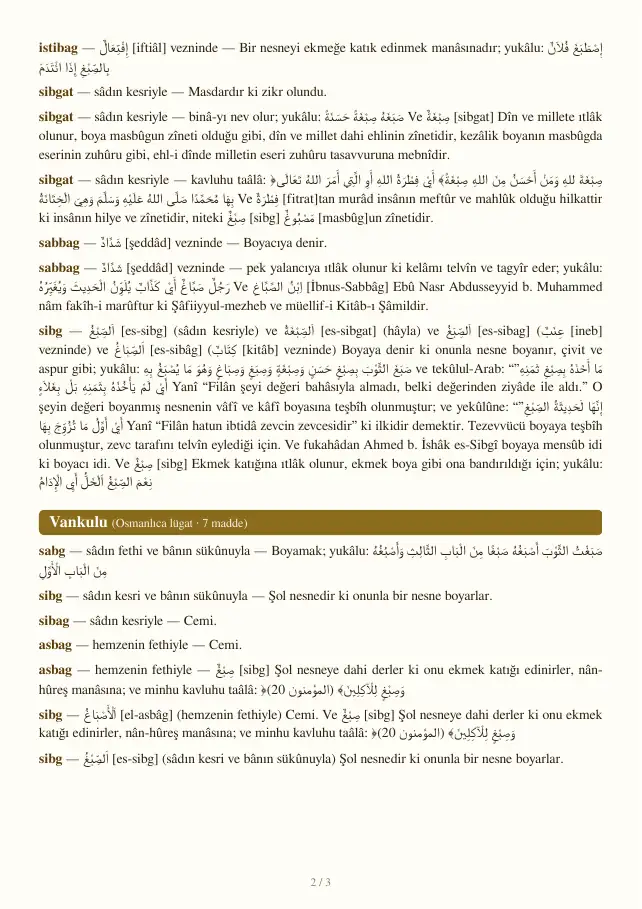 istibag — إِفْتِعَالٌ [iftiâl] vezninde — Bir nesneyi ekmeğe katık edinmek manâsınadır; yukâlu: إِصْطَبَغَ فُلَانٌ
بِالصِّبْغِ إِذَا ائْتَدَمَ
sibgat — sâdın kesriyle — Masdardır ki zikr olundu.
sibgat — sâdın kesriyle — binâ-yı nev olur; yukâlu: صَبَغَهُ صِبْغَةً حَسَنَةً Ve صِبْغَةٌ [sibgat] Dîn ve millete ıtlâk
olunur, boya masbûgun zîneti olduğu gibi, dîn ve millet dahi ehlinin zînetidir, kezâlik boyanın masbûgda
eserinin zuhûru gibi, ehl-i dînde milletin eseri zuhûru tasavvuruna mebnîdir.
sibgat — sâdın kesriyle — kavluhu taâlâ: ﴿صِبْغَةَ للهِ وَمَنْ أَحْسَنُ مِنَ اللهِ صِبْغَةً﴾ أَيْ فِطْرَةُ اللهِ أَوِ الَّتِي أَمَرَ اللهُ تَعَالَى
بِهَا مُحَمَّدًا صَلَّى اللهُ عَلَيْهِ وَسَلَّمَ وَهِيَ الْخِتَانَةُ Ve فِطْرَةٌ [fitrat]tan murâd insânın meftûr ve mahlûk olduğu hilkattir
ki insânın hilye ve zînetidir, niteki صِبْغٌ [sibg] مَصْبُوغٌ [masbûg]un zînetidir.
sabbag — شَدَّادٌ [şeddâd] vezninde — Boyacıya denir.
sabbag — شَدَّادٌ [şeddâd] vezninde — pek yalancıya ıtlâk olunur ki kelâmı telvîn ve tagyîr eder; yukâlu:
رَجُلٌ صَبَّاغٌ أَيْ كَذَّابٌ يُلَوِّنُ الْحَدِيثَ وَيُغَيِّرُهُ Ve اِبْنُ الصَّبَّاغِ [İbnus-Sabbâg] Ebû Nasr Abdusseyyid b. Muhammed
nâm fakîh-i marûftur ki Şâfiiyyul-mezheb ve müellif-i Kitâb-ı Şâmildir.
sibg — اَلصِّبْغُ [es-sibg] (sâdın kesriyle) ve اَلصِّبْغَةُ [es-sibgat] (hâyla) ve اَلصِّبَغُ [es-sibag] (عِنَبٌ [ineb]
vezninde) ve اَلصِّبَاغُ [es-sibâg] (كِتَابٌ [kitâb] vezninde) Boyaya denir ki onunla nesne boyanır, çivit ve
aspur gibi; yukâlu: صَبَغَ الثَّوْبَ بِصِبْغٍ حَسَنٍ وَصِبْغَةٍ وَصِبَغٍ وَصِبَاغٍ وَهُوَ مَا يُصْبَغُ بِهِ ve tekûlul-Arab: “مَا أَخَذَهُ بِصِبْغِ ثَمَنِهِ”
أَيْ لَمْ يَأْخُذْهُ بِثَمَنِهِ بَلْ بِغَلَاءٍ Yanî “Filân şeyi değeri bahâsıyla almadı, belki değerinden ziyâde ile aldı.” O
şeyin değeri boyanmış nesnenin vâfî ve kâfî boyasına teşbîh olunmuştur; ve yekûlûne: “إِنَّهَا لَحَدِيثَةُ الصِّبْغِ”
أَيْ أَوَّلُ مَا تُزُوِّجَ بِهَا Yanî “Filân hatun ibtidâ zevcin zevcesidir” ki ilkidir demektir. Tezevvücü boyaya teşbîh
olunmuştur, zevc tarafını telvîn eylediği için. Ve fukahâdan Ahmed b. İshâk es-Sibgî boyaya mensûb idi
ki boyacı idi. Ve صِبْغٌ [sibg] Ekmek katığına ıtlâk olunur, ekmek boya gibi ona bandırıldığı için; yukâlu:
نِعْمَ الصِّبْغُ اَلْخَلُّ أَيِ الْإِدَامُ
Vankulu (Osmanlıca lügat · 7 madde)
sabg — sâdın fethi ve bânın sükûnuyla — Boyamak; yukâlu: صَبَغْتُ الثَّوْبَ أَصْبَغُهُ صَبْغًا مِنَ الْبَابِ الثَّالِثِ وَأَصْبُغُهُ
مِنَ الْبَابِ الْأَوَّلِ
sibg — sâdın kesri ve bânın sükûnuyla — Şol nesnedir ki onunla bir nesne boyarlar.
sibag — sâdın kesriyle — Cemi.
asbag — hemzenin fethiyle — Cemi.
asbag — hemzenin fethiyle — صِبْغٌ [sibg] Şol nesneye dahi derler ki onu ekmek katığı edinirler, nân-
hûreş manâsına; ve minhu kavluhu taâlâ: ﴿وَصِبْغٍ لِلْآكِلِينَ﴾ (المؤمنون 20)
sibg — اَلْأَصْبَاغُ [el-asbâg] (hemzenin fethiyle) Cemi. Ve صِبْغٌ [sibg] Şol nesneye dahi derler ki onu ekmek
katığı edinirler, nân-hûreş manâsına; ve minhu kavluhu taâlâ: ﴿وَصِبْغٍ لِلْآكِلِينَ﴾ (المؤمنون 20)
sibg — اَلصِّبْغُ [es-sibg] (sâdın kesri ve bânın sükûnuyla) Şol nesnedir ki onunla bir nesne boyarlar.
2 / 3